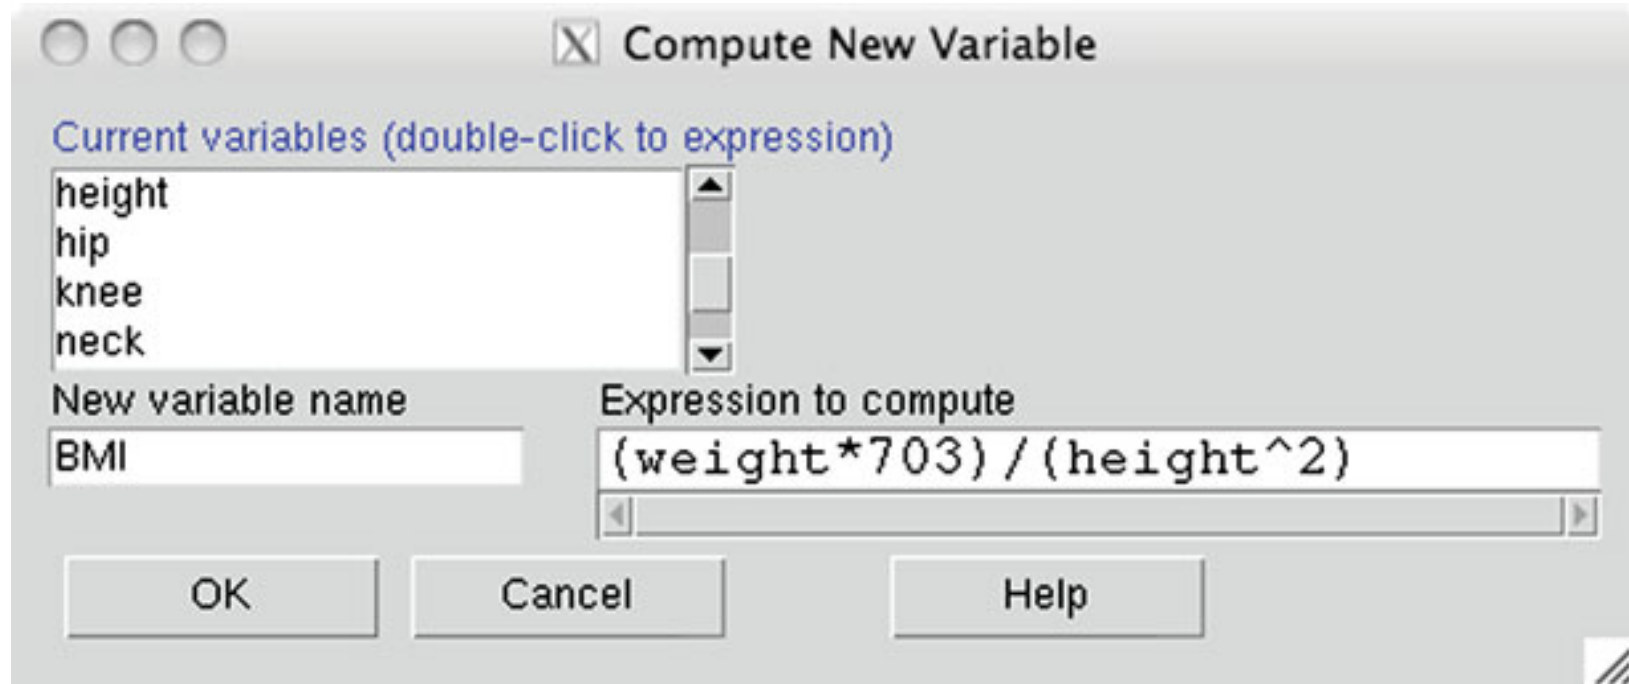 Compute New Variable
Current variables (double-click to expression)
height
hip
knee
neck
New variable name
Expression to compute
BMI
(weight*703)/(height^2)
OK
Cancel
Help